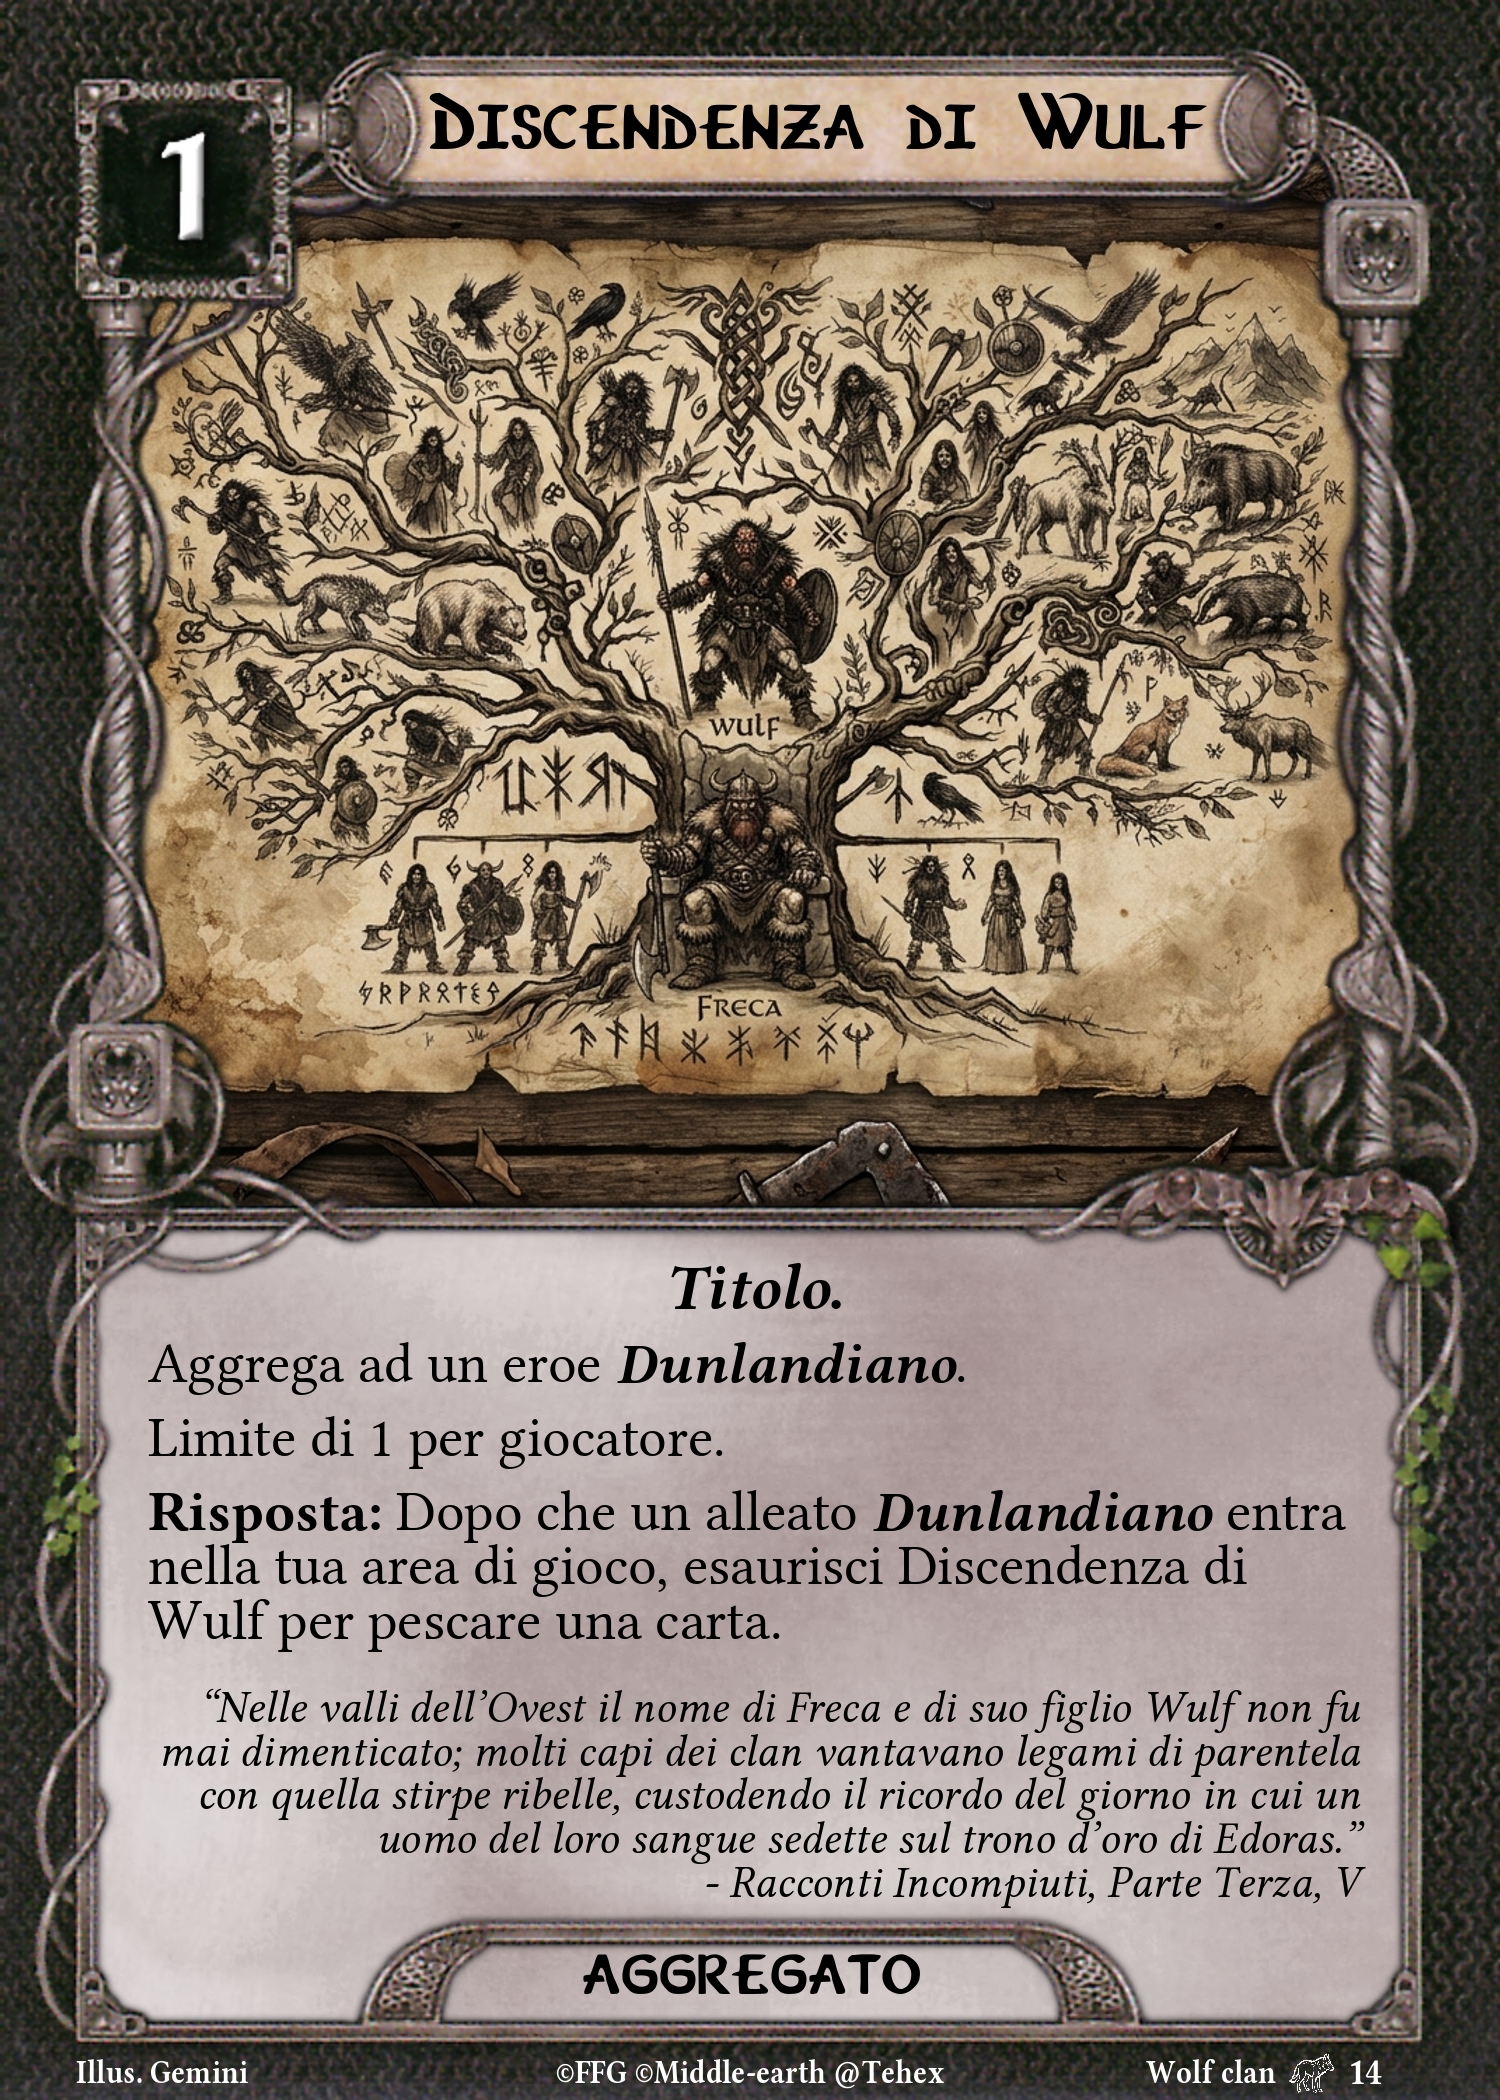 1
Discendenza di Wulf
wulf
Freca
Titolo.
Aggrega ad un eroe Dunlandiano.
Limite di 1 per giocatore.
Risposta: Dopo che un alleato Dunlandiano entra
nella tua area di gioco, esaurisci Discendenza di
Wulf per pescare una carta.
“Nelle valli dell’Ovest il nome di Freca e di suo figlio Wulf non fu
mai dimenticato; molti capi dei clan vantavano legami di parentela
con quella stirpe ribelle, custodendo il ricordo del giorno in cui un
uomo del loro sangue sedette sul trono d’oro di Edoras.”
- Racconti Incompiuti, Parte Terza, V
AGGREGATO
Illus. Gemini ©FFG ©Middle-earth @Tehex Wolf clan 14